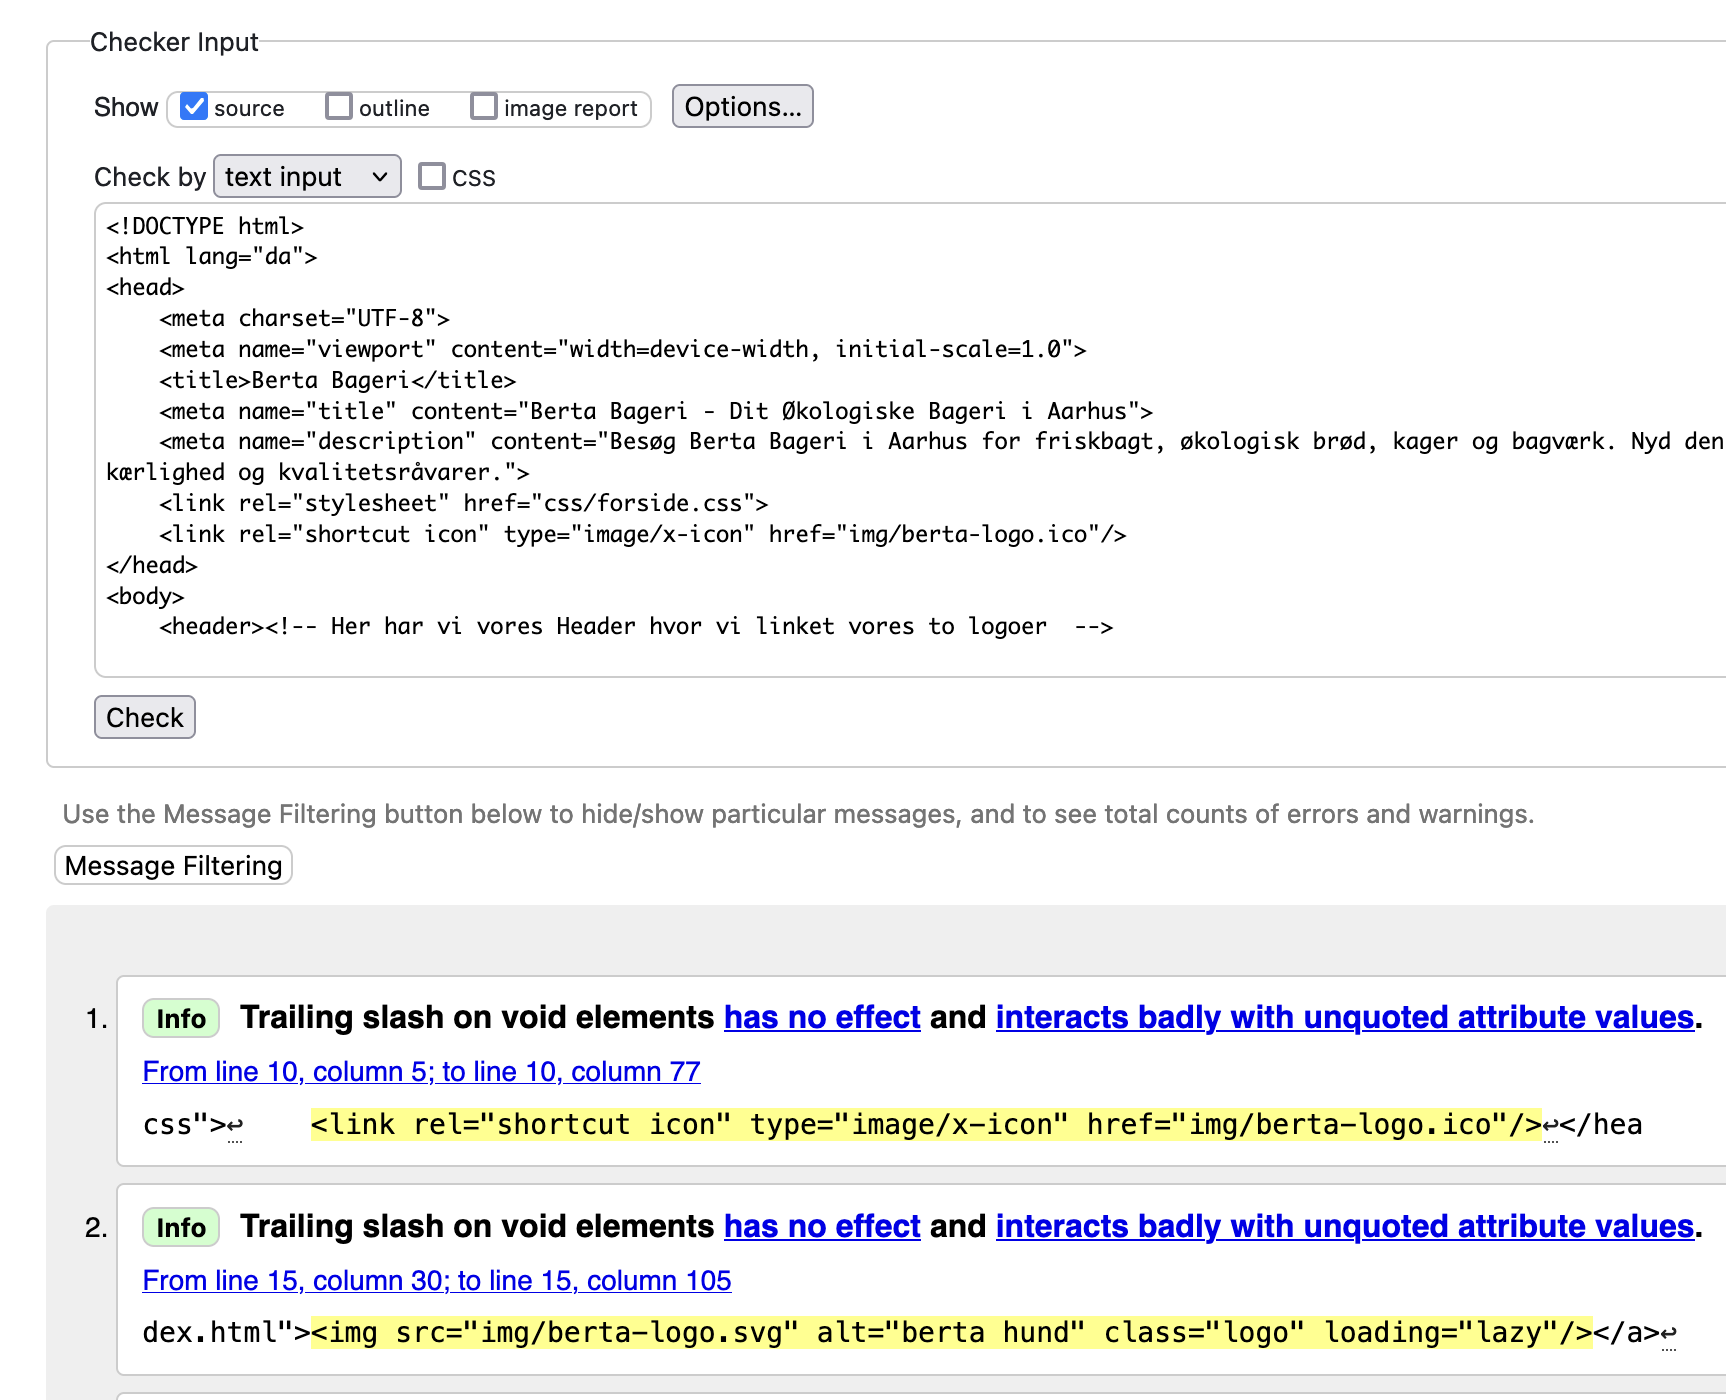 Checker Input
Show source outline image report Options...
Check by text input CSS
<!DOCTYPE html>
<html lang="da">
<head>
    <meta charset="UTF-8">
    <meta name="viewport" content="width=device-width, initial-scale=1.0">
    <title>Berta Bageri</title>
    <meta name="title" content="Berta Bageri - Dit Økologiske Bageri i Aarhus">
    <meta name="description" content="Besøg Berta Bageri i Aarhus for friskbagt, økologisk brød, kager og bagværk. Nyd den
kærlighed og kvalitetsråvarer.">
    <link rel="stylesheet" href="css/forside.css">
    <link rel="shortcut icon" type="image/x-icon" href="img/berta-logo.ico"/>
</head>
<body>
    <header><!-- Her har vi vores Header hvor vi linket vores to logoer  -->
Check
Use the Message Filtering button below to hide/show particular messages, and to see total counts of errors and warnings.
Message Filtering
1. Info Trailing slash on void elements has no effect and interacts badly with unquoted attribute values.
From line 10, column 5; to line 10, column 77
css">↩    <link rel="shortcut icon" type="image/x-icon" href="img/berta-logo.ico"/>↩</hea
2. Info Trailing slash on void elements has no effect and interacts badly with unquoted attribute values.
From line 15, column 30; to line 15, column 105
dex.html"><img src="img/berta-logo.svg" alt="berta hund" class="logo" loading="lazy"/></a>↩